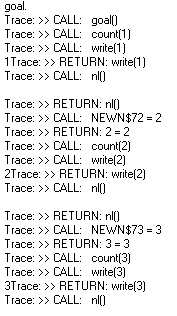 goal.
Trace: >> CALL: goal()
Trace: >> CALL: count(1)
Trace: >> CALL: write(1)
1Trace: >> RETURN: write(1)
Trace: >> CALL: nl()

Trace: >> RETURN: nl()
Trace: >> CALL: NEWN$72 = 2
Trace: >> RETURN: 2 = 2
Trace: >> CALL: count(2)
Trace: >> CALL: write(2)
2Trace: >> RETURN: write(2)
Trace: >> CALL: nl()

Trace: >> RETURN: nl()
Trace: >> CALL: NEWN$73 = 3
Trace: >> RETURN: 3 = 3
Trace: >> CALL: count(3)
Trace: >> CALL: write(3)
3Trace: >> RETURN: write(3)
Trace: >> CALL: nl()